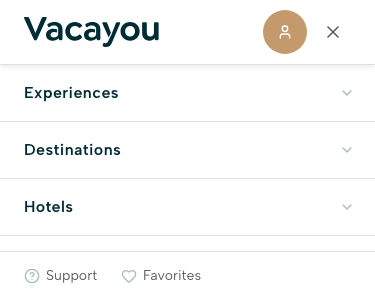 Vacayou
Experiences
Destinations
Hotels
Support Favorites